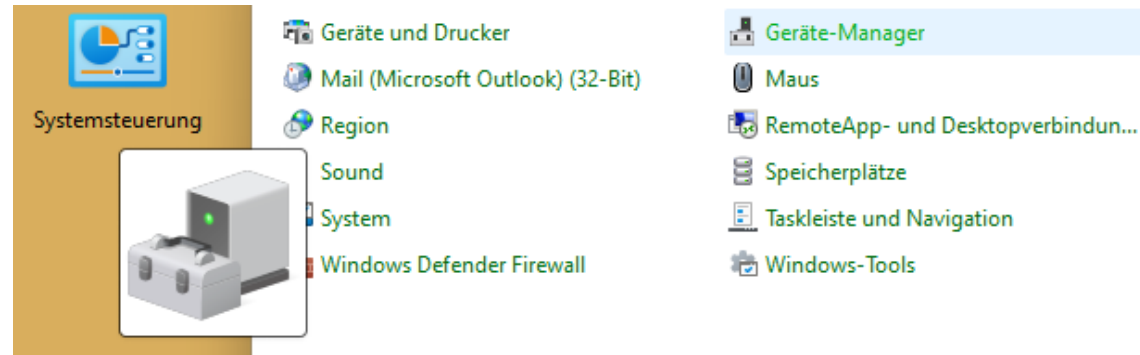 Systemsteuerung
Geräte und Drucker
Mail (Microsoft Outlook) (32-Bit)
Region
Sound
System
Windows Defender Firewall
Geräte-Manager
Maus
RemoteApp- und Desktopverbindun...
Speicherplätze
Taskleiste und Navigation
Windows-Tools